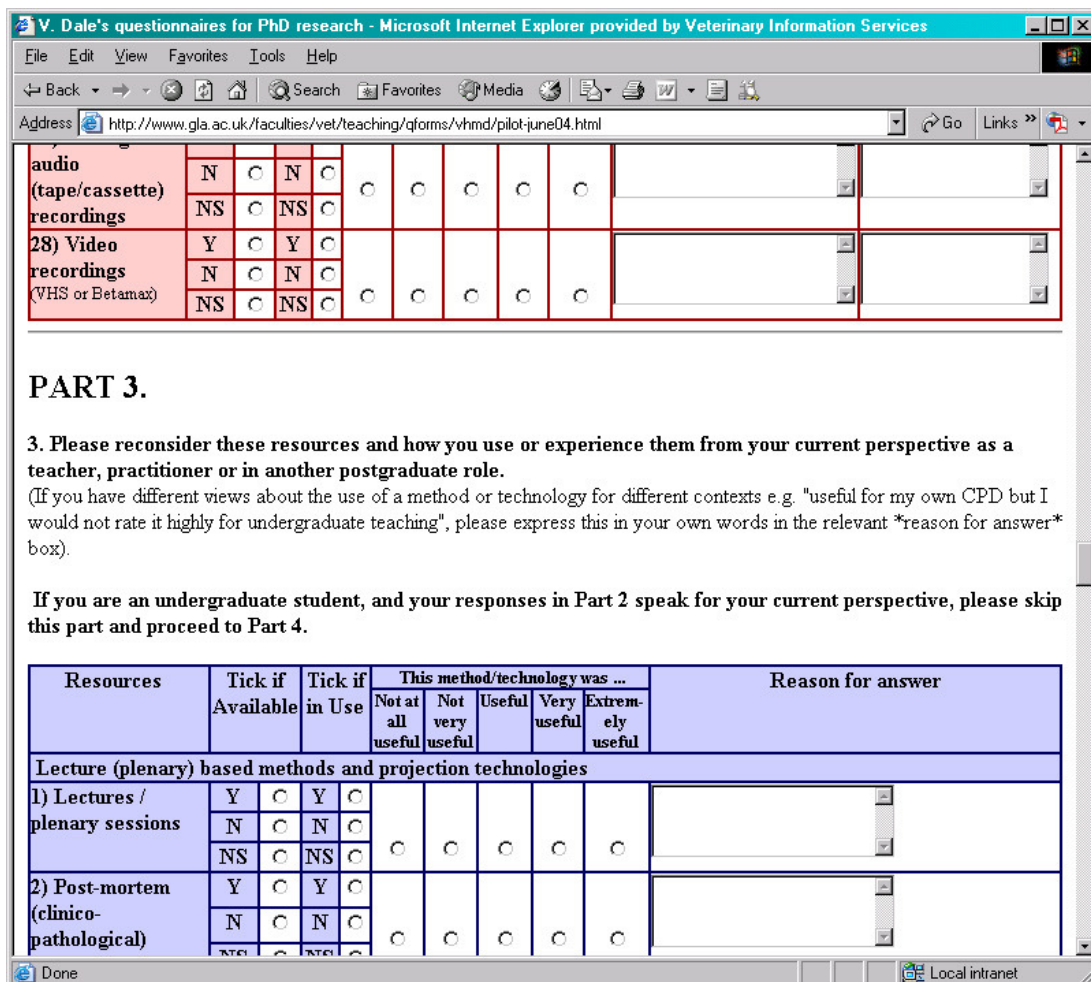 V. Dale's questionnaires for PhD research - Microsoft Internet Explorer provided by Veterinary Information Services
File Edit View Favorites Tools Help
Back Search Favorites Media
Address http://www.gla.ac.uk/faculties/vet/teaching/qforms/vhmd/pilot-june04.html Go Links »
audio
(tape/cassette)
recordings
N N
NS NS
28) Video
recordings
(VHS or Betamax)
Y Y
N N
NS NS
PART 3.
3. Please reconsider these resources and how you use or experience them from your current perspective as a
teacher, practitioner or in another postgraduate role.
(If you have different views about the use of a method or technology for different contexts e.g. "useful for my own CPD but I
would not rate it highly for undergraduate teaching", please express this in your own words in the relevant *reason for answer*
box).
If you are an undergraduate student, and your responses in Part 2 speak for your current perspective, please skip
this part and proceed to Part 4.
Resources
Tick if
Available
Tick if
in Use
This method/technology was ...
Not at
all
useful
Not
very
useful
Useful
Very
useful
Extrem-
ely
useful
Reason for answer
Lecture (plenary) based methods and projection technologies
1) Lectures /
plenary sessions
Y Y
N N
NS NS
2) Post-mortem
(clinico-
pathological)
Y Y
N N
NS NS
Done Local intranet